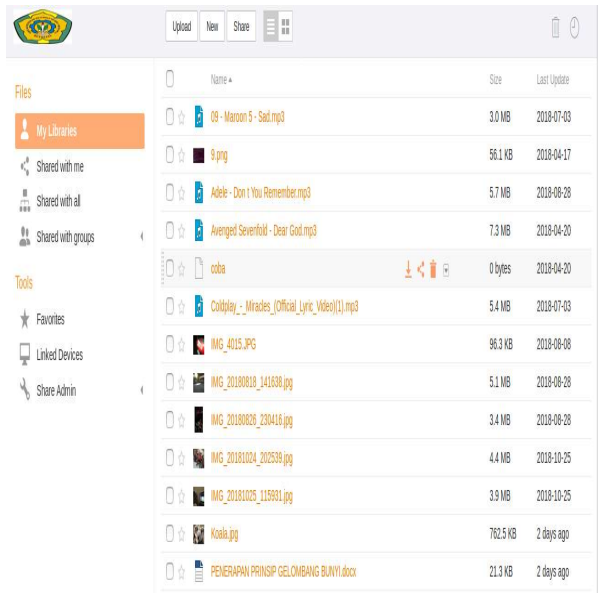 Upload New Share
Files
My Libraries
Shared with me
Shared with all
Shared with groups
Tools
Favorites
Linked Devices
Share Admin
Name Size Last Update
09 - Maroon 5 - Sad.mp3 3.0 MB 2018-07-03
9.png 56.1 KB 2018-04-17
Adele - Don t You Remember.mp3 5.7 MB 2018-08-28
Avenged Sevenfold - Dear God.mp3 7.3 MB 2018-04-20
coba 0 bytes 2018-04-20
Coldplay_-_Miracles_(Official_Lyric_Video)(1).mp3 5.4 MB 2018-07-03
IMG_4015.JPG 96.3 KB 2018-08-08
IMG_20180818_141638.jpg 5.1 MB 2018-08-28
IMG_20180826_230416.jpg 3.4 MB 2018-08-28
IMG_20181024_202539.jpg 4.4 MB 2018-10-25
IMG_20181025_115931.jpg 3.9 MB 2018-10-25
Koala.jpg 762.5 KB 2 days ago
PENERAPAN PRINSIP GELOMBANG BUNYI.docx 21.3 KB 2 days ago